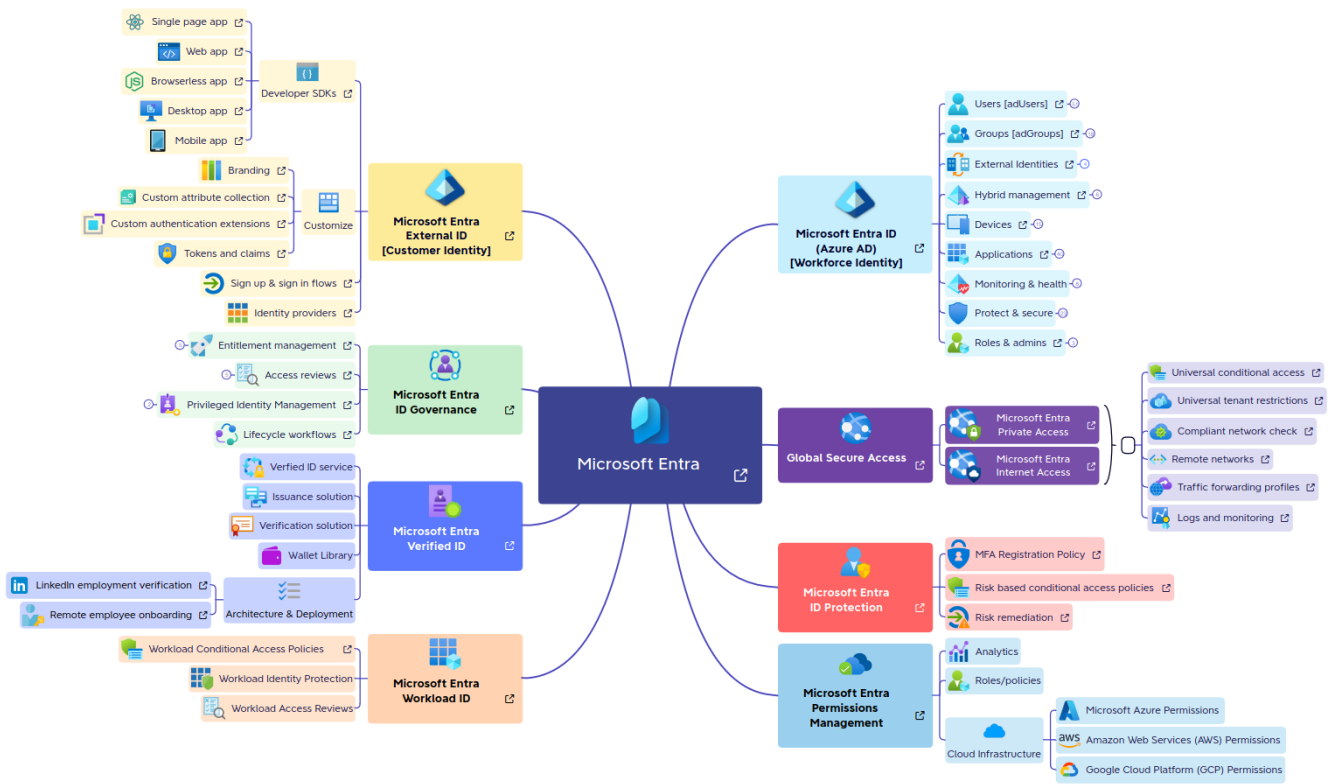 Single page app
Web app
Browserless app
Desktop app
Mobile app
Developer SDKs
Branding
Custom attribute collection
Custom authentication extensions
Tokens and claims
Customize
Sign up & sign in flows
Identity providers
Microsoft Entra
External ID
[Customer Identity]
Entitlement management
Access reviews
Privileged Identity Management
Lifecycle workflows
Microsoft Entra
ID Governance
Verfied ID service
Issuance solution
Verification solution
Wallet Library
LinkedIn employment verification
Remote employee onboarding
Architecture & Deployment
Microsoft Entra
Verified ID
Workload Conditional Access Policies
Workload Identity Protection
Workload Access Reviews
Microsoft Entra
Workload ID
Microsoft Entra
Microsoft Entra ID
(Azure AD)
[Workforce Identity]
Users [adUsers]
Groups [adGroups]
External Identities
Hybrid management
Devices
Applications
Monitoring & health
Protect & secure
Roles & admins
Global Secure Access
Microsoft Entra
Private Access
Microsoft Entra
Internet Access
Universal conditional access
Universal tenant restrictions
Compliant network check
Remote networks
Traffic forwarding profiles
Logs and monitoring
Microsoft Entra
ID Protection
MFA Registration Policy
Risk based conditional access policies
Risk remediation
Microsoft Entra
Permissions
Management
Analytics
Roles/policies
Cloud Infrastructure
Microsoft Azure Permissions
aws Amazon Web Services (AWS) Permissions
Google Cloud Platform (GCP) Permissions